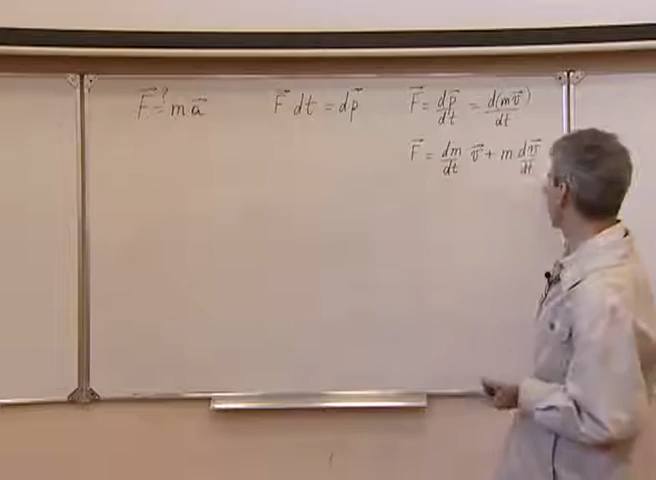 F⃗ ?= m a⃗    F⃗ dt = dp⃗    F⃗ = dp⃗/dt = d(mv⃗)/dt
F⃗ = dm/dt v⃗ + m dv⃗/dt